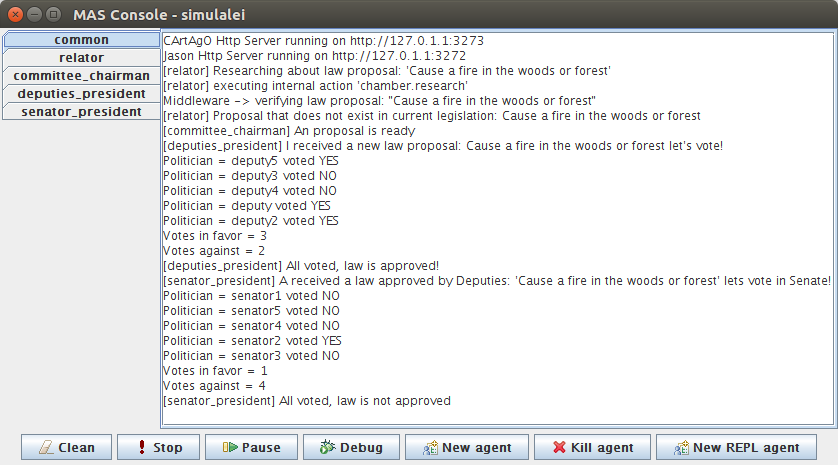 MAS Console - simulalei
common
relator
committee_chairman
deputies_president
senator_president
CArtAgO Http Server running on http://127.0.1.1:3273
Jason Http Server running on http://127.0.1.1:3272
[relator] Researching about law proposal: 'Cause a fire in the woods or forest'
[relator] executing internal action 'chamber.research'
Middleware -> verifying law proposal: "Cause a fire in the woods or forest"
[relator] Proposal that does not exist in current legislation: Cause a fire in the woods or forest
[committee_chairman] An proposal is ready
[deputies_president] I received a new law proposal: Cause a fire in the woods or forest let's vote!
Politician = deputy5 voted YES
Politician = deputy3 voted NO
Politician = deputy4 voted NO
Politician = deputy voted YES
Politician = deputy2 voted YES
Votes in favor = 3
Votes against = 2
[deputies_president] All voted, law is approved!
[senator_president] A received a law approved by Deputies: 'Cause a fire in the woods or forest' lets vote in Senate!
Politician = senator1 voted NO
Politician = senator5 voted NO
Politician = senator4 voted NO
Politician = senator2 voted YES
Politician = senator3 voted NO
Votes in favor = 1
Votes against = 4
[senator_president] All voted, law is not approved
Clean
Stop
Pause
Debug
New agent
Kill agent
New REPL agent